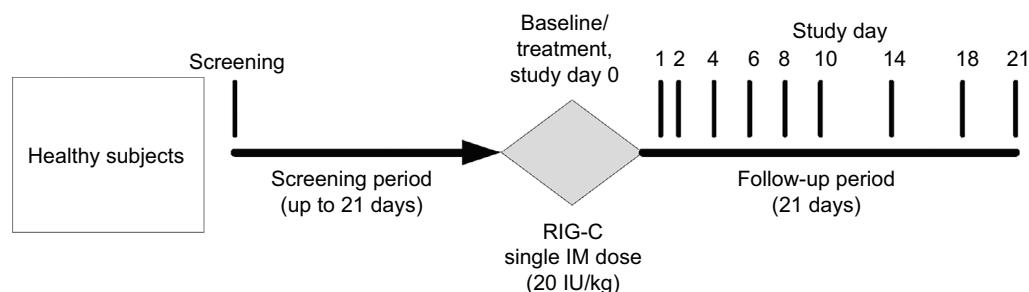 Healthy subjects
Screening
Screening period
(up to 21 days)
Baseline/
treatment,
study day 0
RIG-C
single IM dose
(20 IU/kg)
Study day
1 2 4 6 8 10 14 18 21
Follow-up period
(21 days)